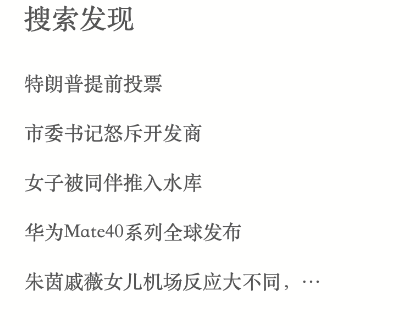 搜索发现
特朗普提前投票
市委书记怒斥开发商
女子被同伴推入水库
华为Mate40系列全球发布
朱茵戚薇女儿机场反应大不同，…